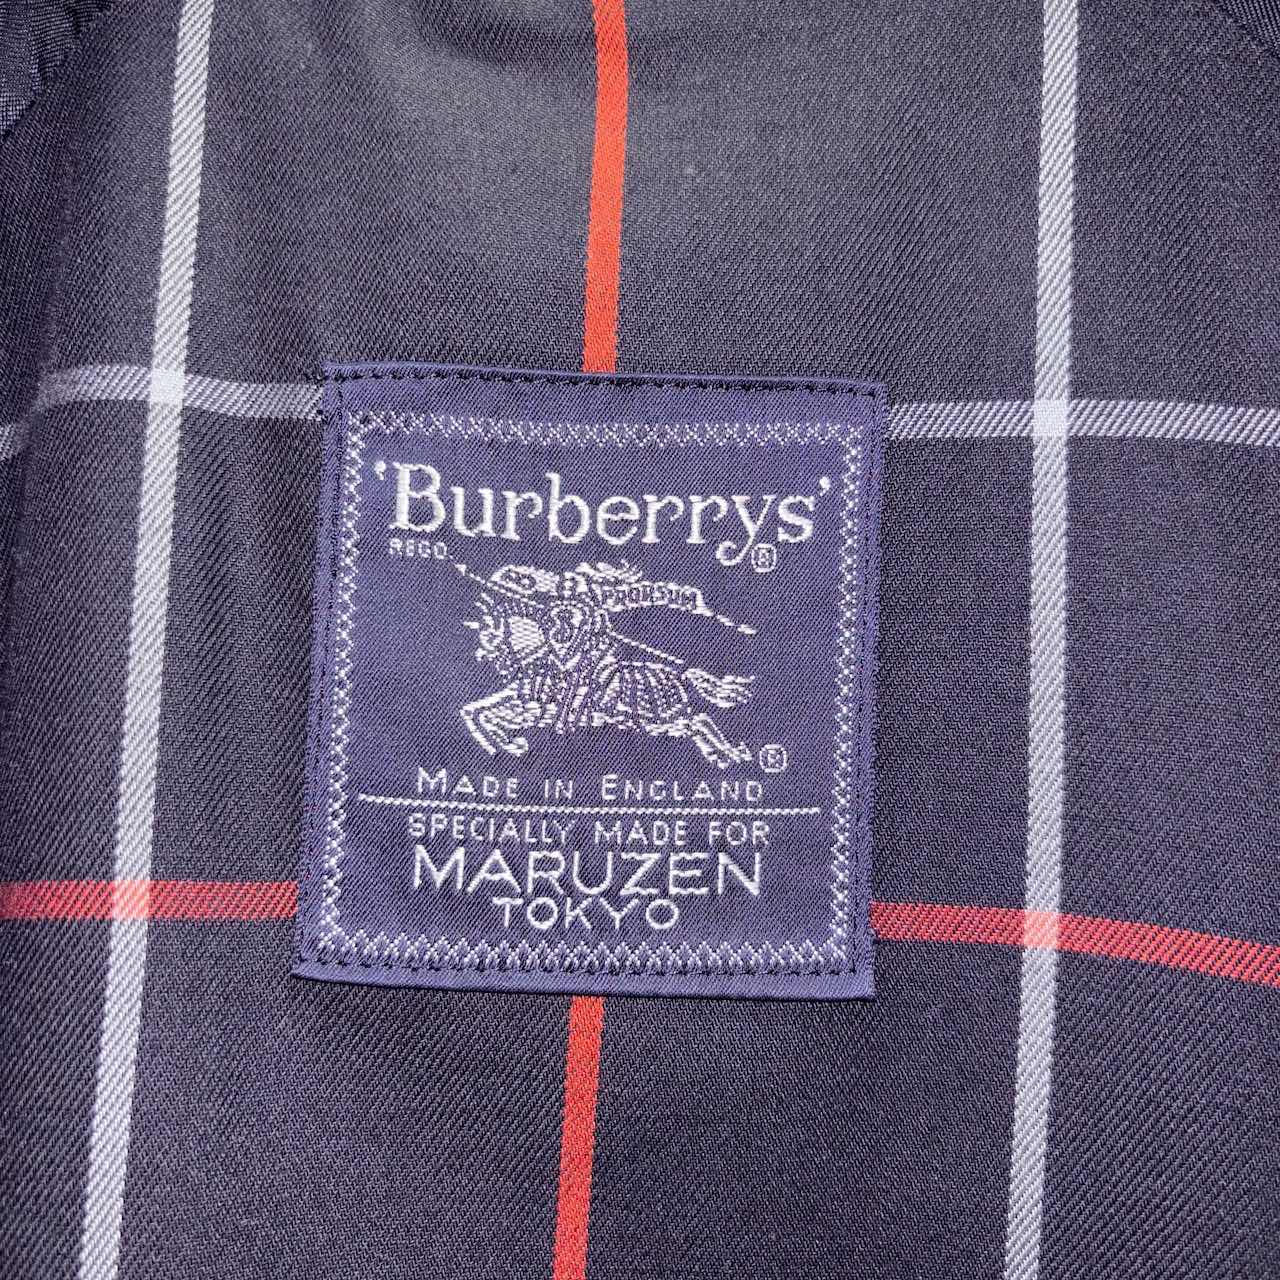 'Burberrys'®
REGD.
PRORSUM
B
®
MADE IN ENGLAND
SPECIALLY MADE FOR
MARUZEN
TOKYO